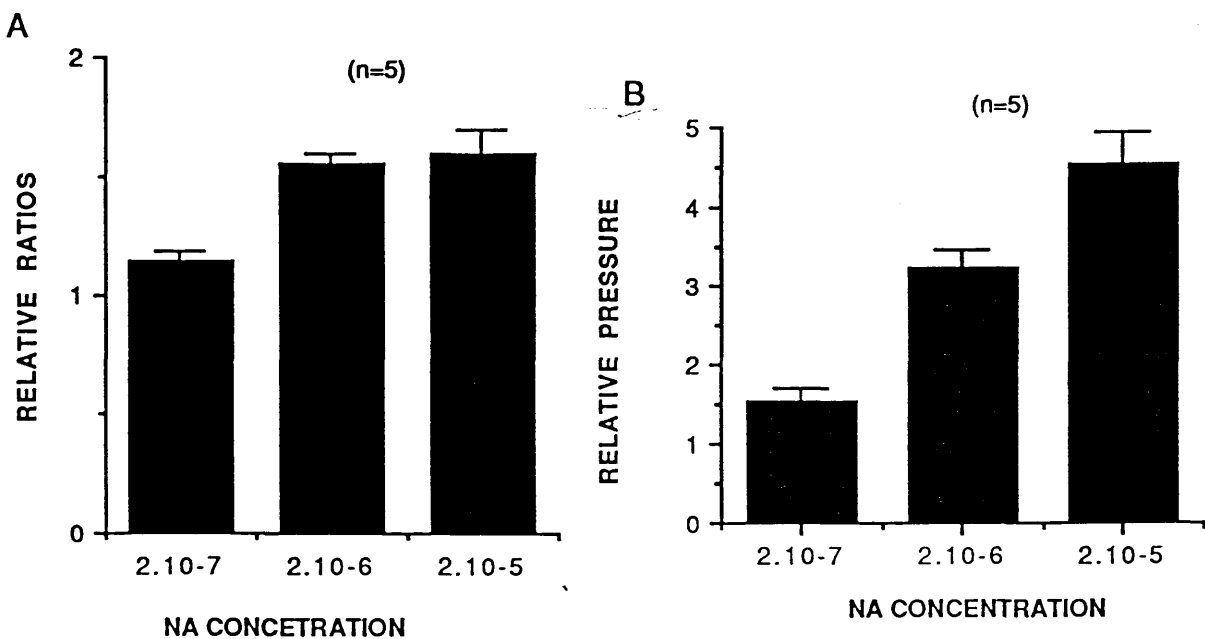 A
(n=5)
2
1
0
RELATIVE RATIOS
2.10-7 2.10-6 2.10-5
NA CONCETRATION
B
(n=5)
5
4
3
2
1
0
RELATIVE PRESSURE
2.10-7 2.10-6 2.10-5
NA CONCENTRATION